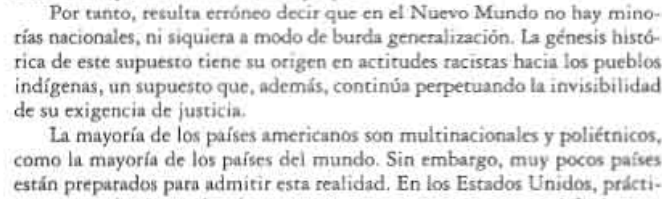 Por tanto, resulta erróneo decir que en el Nuevo Mundo no hay mino-
rías nacionales, ni siquiera a modo de burda generalización. La génesis histó-
rica de este supuesto tiene su origen en actitudes racistas hacia los pueblos
indígenas, un supuesto que, además, continúa perpetuando la invisibilidad
de su exigencia de justicia.
La mayoría de los países americanos son multinacionales y poliétnicos,
como la mayoría de los países del mundo. Sin embargo, muy pocos países
están preparados para admitir esta realidad. En los Estados Unidos, prácti-